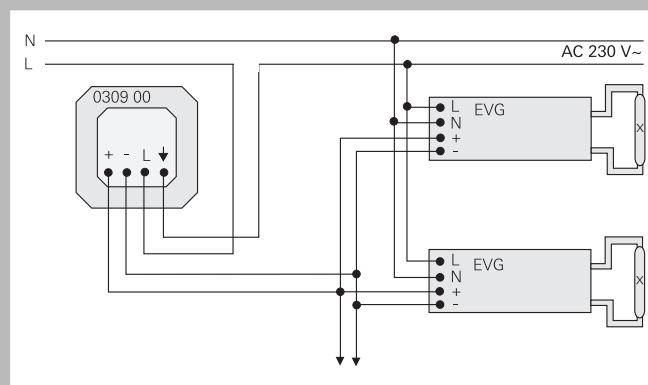 N
AC 230 V~
L
0309 00
+ - L
L EVG
N
+
-
X
L EVG
N
+
-
X